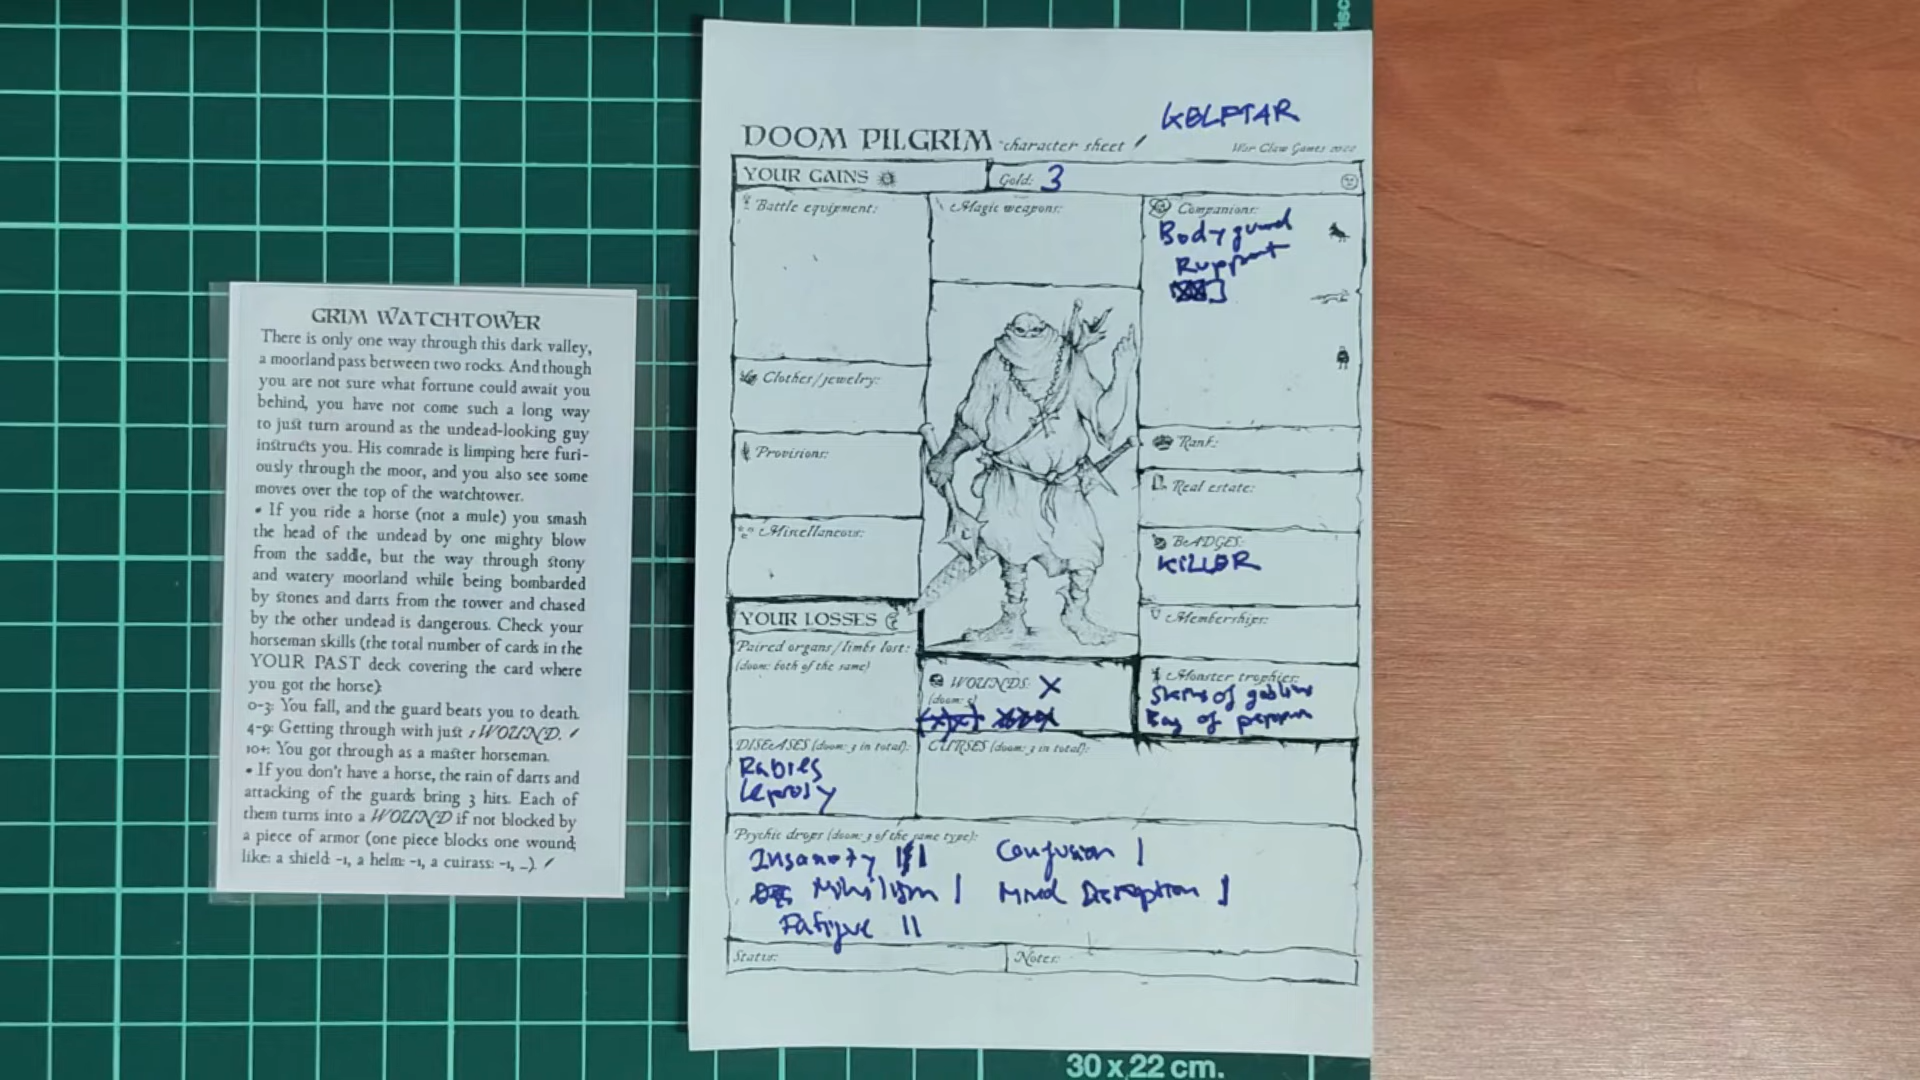 GRIM WATCHTOWER
There is only one way through this dark valley,
a moorland pass between two rocks. And though
you are not sure what fortune could await you
behind, you have not come such a long way
to just turn around as the undead-looking guy
instructs you. His comrade is limping here furi-
ously through the moor, and you also see some
moves over the top of the watchtower.
• If you ride a horse (not a mule) you smash
the head of the undead by one mighty blow
from the saddle, but the way through stony
and watery moorland while being bombarded
by stones and darts from the tower and chased
by the other undead is dangerous. Check your
horseman skills (the total number of cards in the
YOUR PAST deck covering the card where
you got the horse):
0-3: You fall, and the guard beats you to death.
4-9: Getting through with just 1 WOUND.
10+: You got through as a master horseman.
• If you don't have a horse, the rain of darts and
attacking of the guards bring 3 hits. Each of
them turns into a WOUND if not blocked by
a piece of armor (one piece blocks one wound;
like: a shield: -1, a helm: -1, a cuirass: -1, ...).
KELPTAR
DOOM PILGRIM character sheet
War Claw Games 2020
YOUR GAINS
Gold: 3
Battle equipment:
Magic weapons:
Companions:
Bodyguard
Ruppert
Clothes/jewelry:
Provisions:
Miscellaneous:
Rank:
Real estate:
BADGES:
KILLER
Memberships:
Monster trophies:
Skins of goblins
Bag of
YOUR LOSSES
Paired organs/limbs lost:
(doom: both of the same)
WOUNDS: X
DISEASES (doom: 3 in total):
Rabies
Leprosy
CURSES (doom: 3 in total):
Psychic drops (doom: 3 of the same type):
Insanity Confusion |
Nihilism | Mind Disruption |
Fatigue ||
Status:
Notes:
30 x 22 cm.